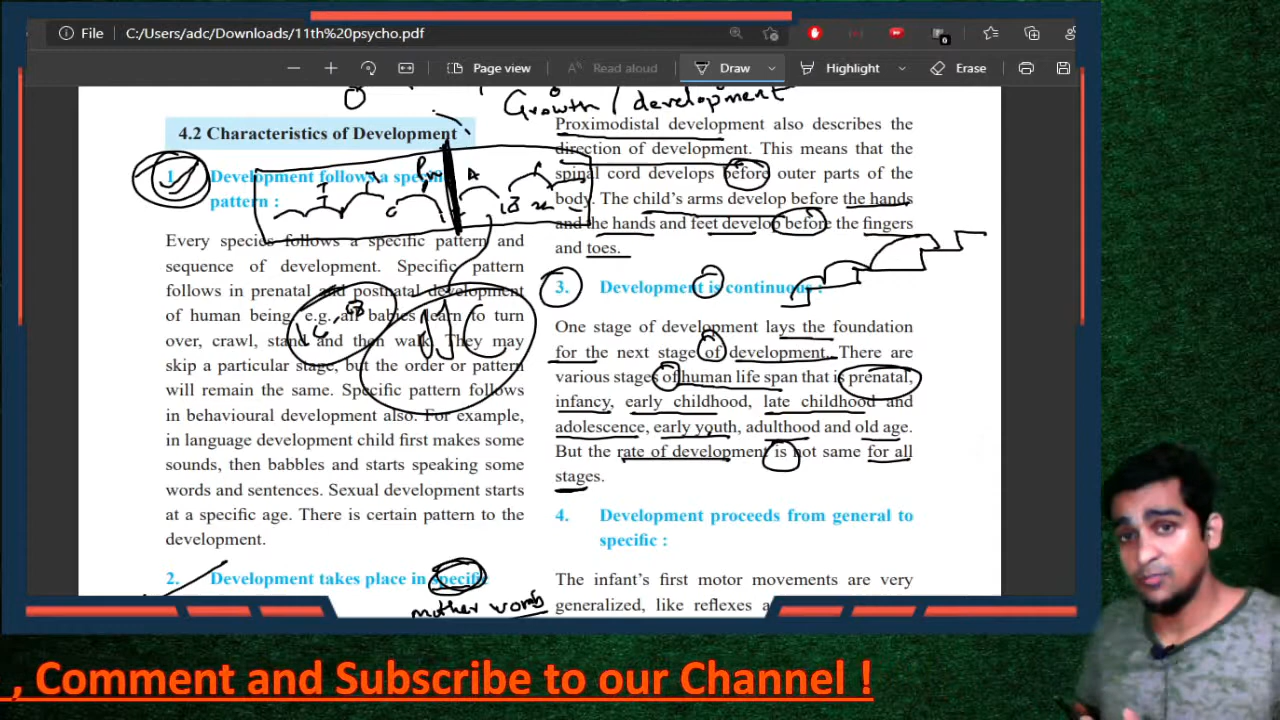 File C:/Users/adc/Downloads/11th%20psycho.pdf
Page view
Read aloud
Draw
Highlight
Erase
Growth / development
4.2 Characteristics of Development
1. Development follows a specific
pattern :
Every species follows a specific pattern and
sequence of development. Specific pattern
follows in prenatal and postnatal development
of human being. e.g. all babies learn to turn
over, crawl, stand and then walk. They may
skip a particular stage, but the order or pattern
will remain the same. Specific pattern follows
in behavioural development also. For example,
in language development child first makes some
sounds, then babbles and starts speaking some
words and sentences. Sexual development starts
at a specific age. There is certain pattern to the
development.
2. Development takes place in specific
mother womb
Proximodistal development also describes the
direction of development. This means that the
spinal cord develops before outer parts of the
body. The child's arms develop before the hands
and the hands and feet develop before the fingers
and toes.
3. Development is continuous :
One stage of development lays the foundation
for the next stage of development. There are
various stages of human life span that is prenatal,
infancy, early childhood, late childhood and
adolescence, early youth, adulthood and old age.
But the rate of development is not same for all
stages.
4. Development proceeds from general to
specific :
The infant's first motor movements are very
generalized, like reflexes
, Comment and Subscribe to our Channel !